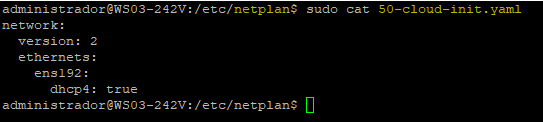 administrador@WS03-242V:/etc/netplan$ sudo cat 50-cloud-init.yaml
network:
  version: 2
  ethernets:
    ens192:
      dhcp4: true
administrador@WS03-242V:/etc/netplan$